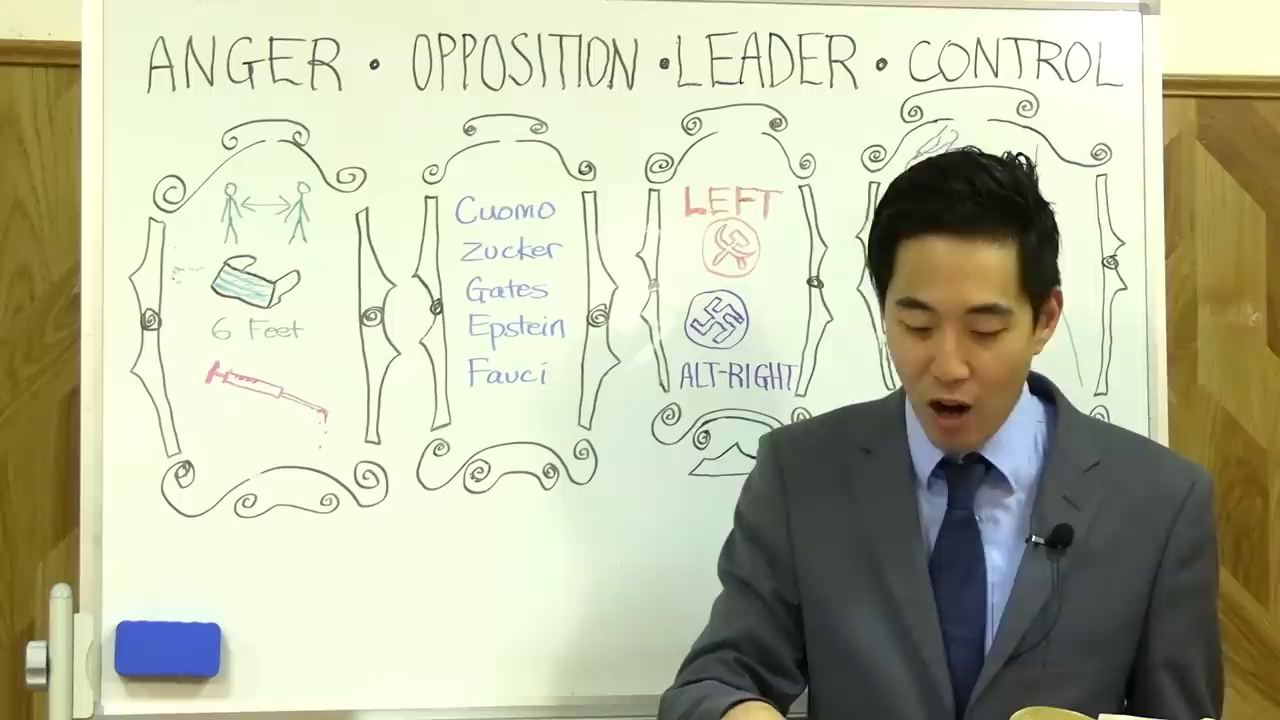 ANGER • OPPOSITION • LEADER • CONTROL
6 Feet
Cuomo
Zucker
Gates
Epstein
Fauci
LEFT
ALT-RIGHT